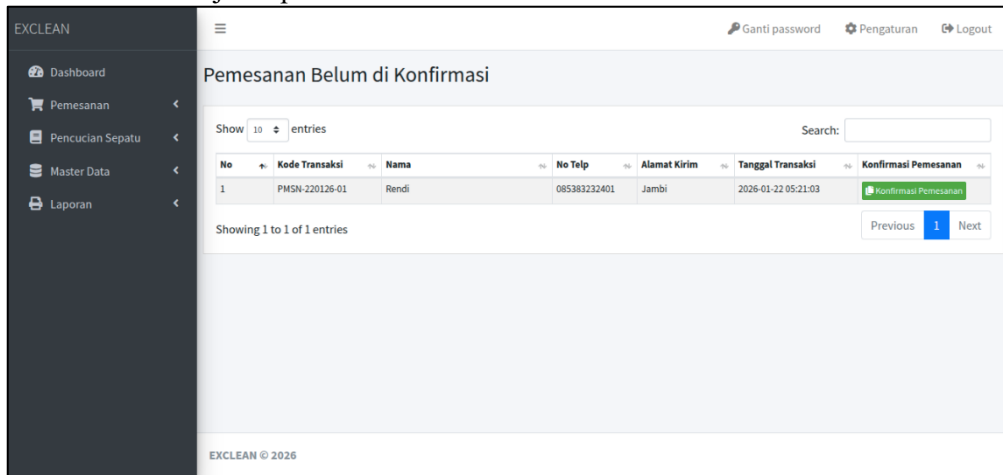 EXCLEAN
Ganti password Pengaturan Logout
Dashboard
Pemesanan
Pencucian Sepatu
Master Data
Laporan
Pemesanan Belum di Konfirmasi
Show 10 entries
Search:
No Kode Transaksi Nama No Telp Alamat Kirim Tanggal Transaksi Konfirmasi Pemesanan
1 PMSN-220126-01 Rendi 085383232401 Jambi 2026-01-22 05:21:03 Konfirmasi Pemesanan
Showing 1 to 1 of 1 entries
Previous 1 Next
EXCLEAN © 2026